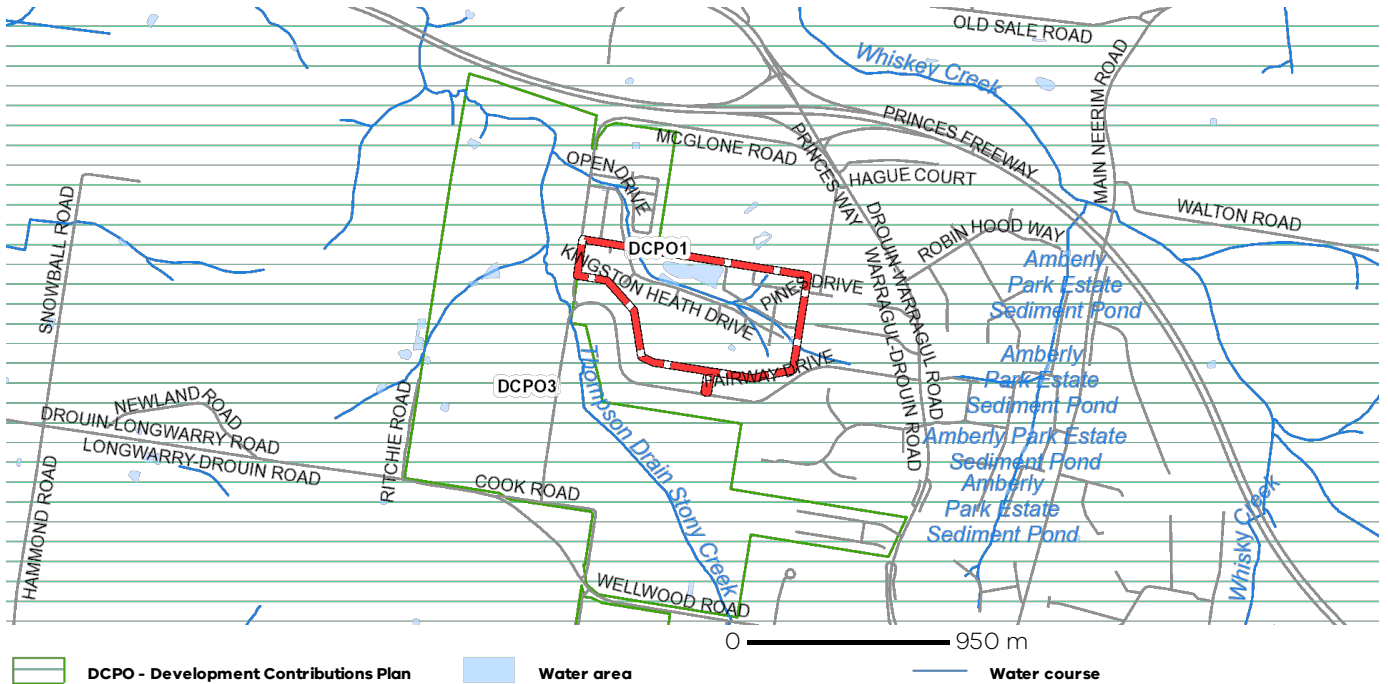 OLD SALE ROAD
Whiskey Creek
MAIN NEERIM ROAD
PRINCES FREEWAY
MCGLONE ROAD
PRINCES WAY
OPEN DRIVE
HAGUE COURT
WALTON ROAD
SNOWBALL ROAD
DROUIN-WARRAGUL ROAD
ROBIN HOOD WAY
DCPO1
KINGSTON HEATH DRIVE
PINES DRIVE
WARRAGUL-DROUIN ROAD
Amberly
Park Estate
Sediment Pond
Thompson Drain Stony Creek
FAIRWAY DRIVE
Amberly
Park Estate
Sediment Pond
DCPO3
NEWLAND ROAD
DROUIN-LONGWARRY ROAD
LONGWARRY-DROUIN ROAD
RITCHIE ROAD
Amberly Park Estate
Sediment Pond
HAMMOND ROAD
COOK ROAD
Amberly
Park Estate
Sediment Pond
Whisky Creek
WELLWOOD ROAD
0 950 m
DCPO - Development Contributions Plan
Water area
Water course